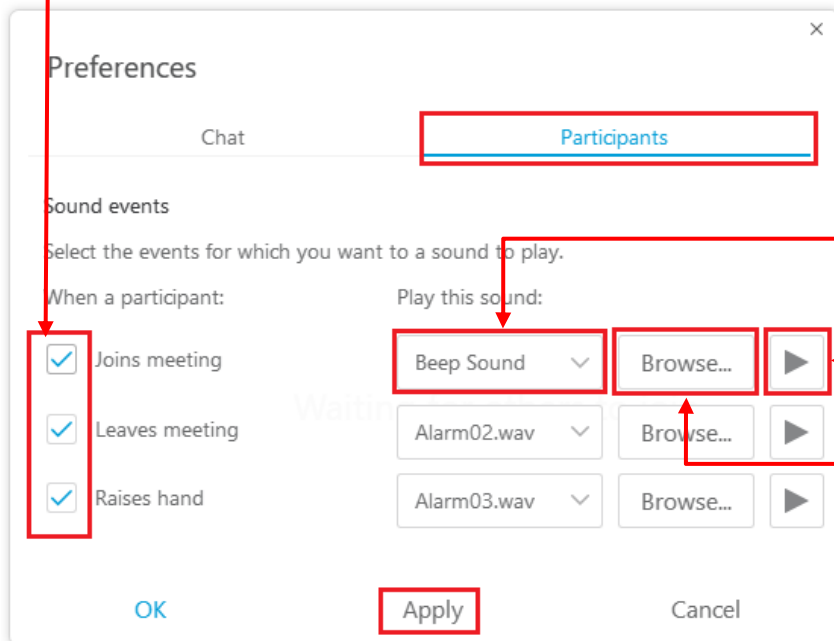 Preferences
Chat Participants
Sound events
Select the events for which you want to a sound to play.
When a participant: Play this sound:
Joins meeting Beep Sound Browse...
Waitin
Leaves meeting Alarm02.wav Browse...
Raises hand Alarm03.wav Browse...
OK Apply Cancel